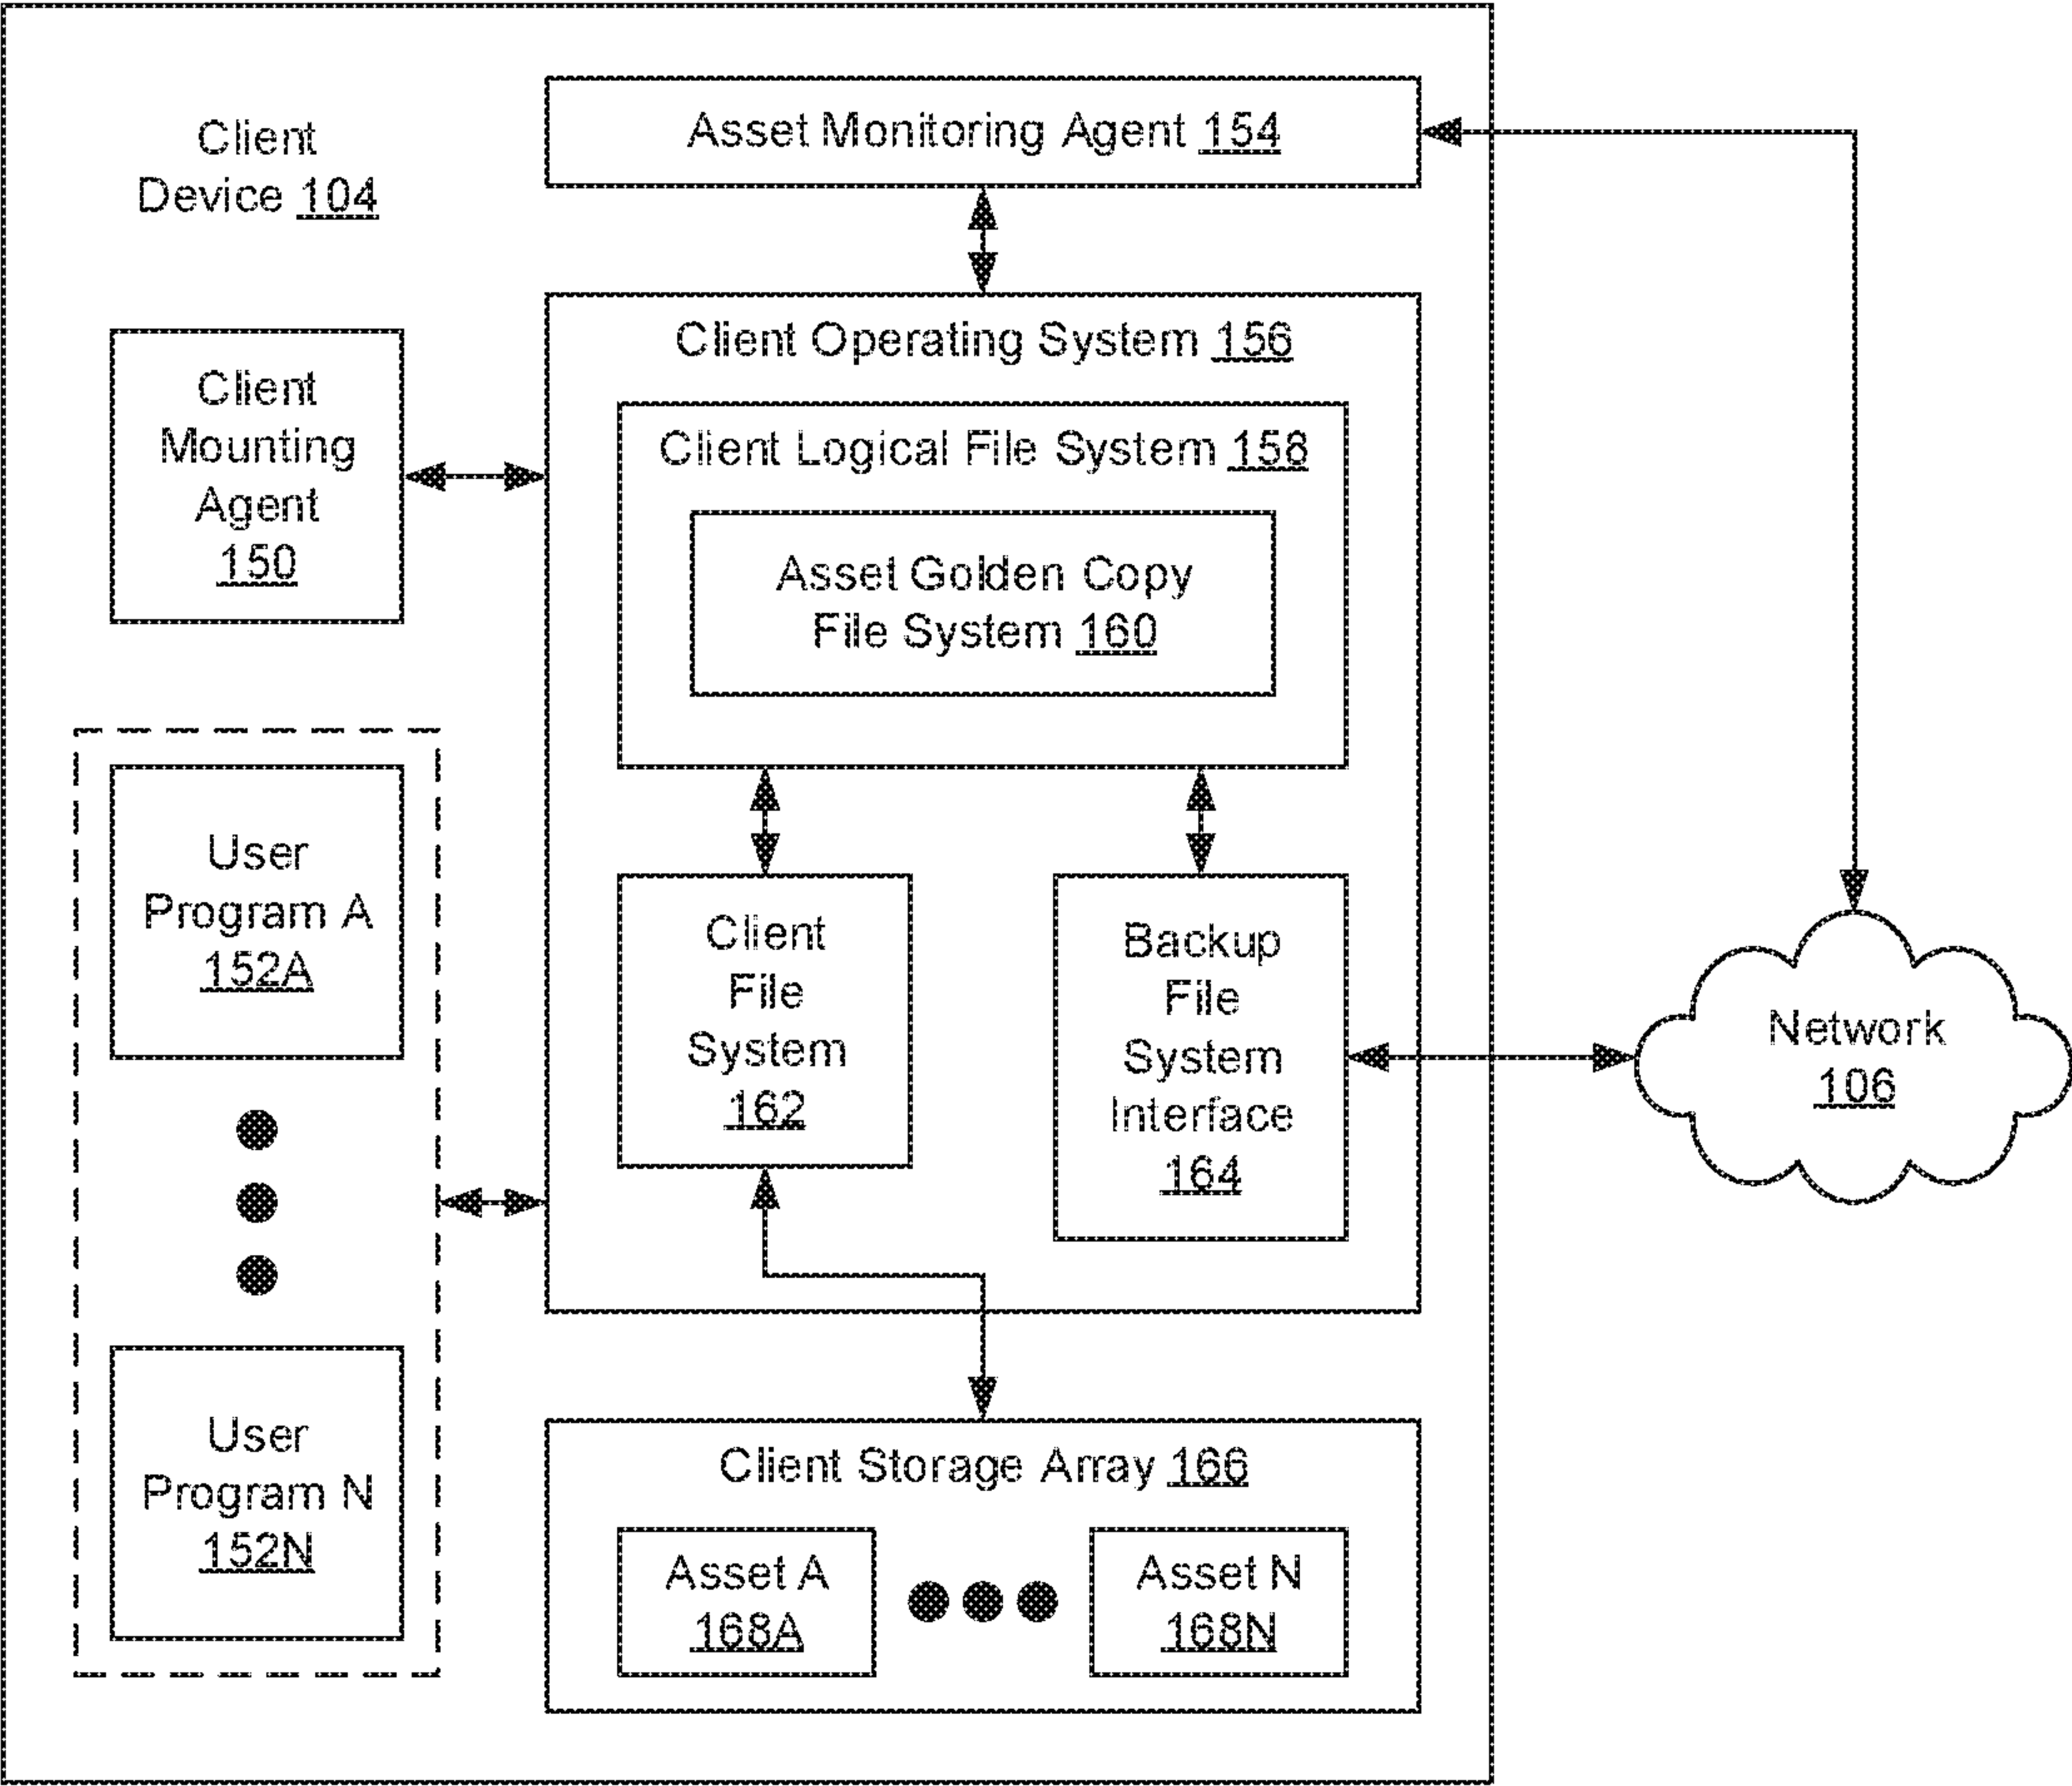 Client
Device 104
Asset Monitoring Agent 154
Client Operating System 156
Client
Mounting
Agent
150
Client Logical File System 158
Asset Golden Copy
File System 160
User
Program A
152A
Client
File
System
162
Backup
File
System
Interface
164
Network
106
User
Program N
152N
Client Storage Array 166
Asset A
168A
Asset N
168N